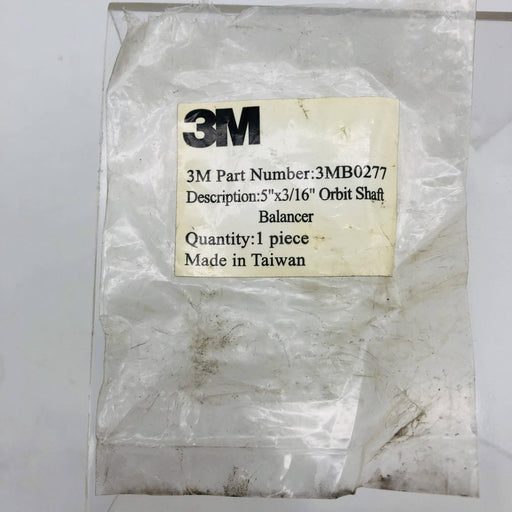 3M
3M Part Number:3MB0277
Description:5"x3/16" Orbit Shaft
Balancer
Quantity:1 piece
Made in Taiwan